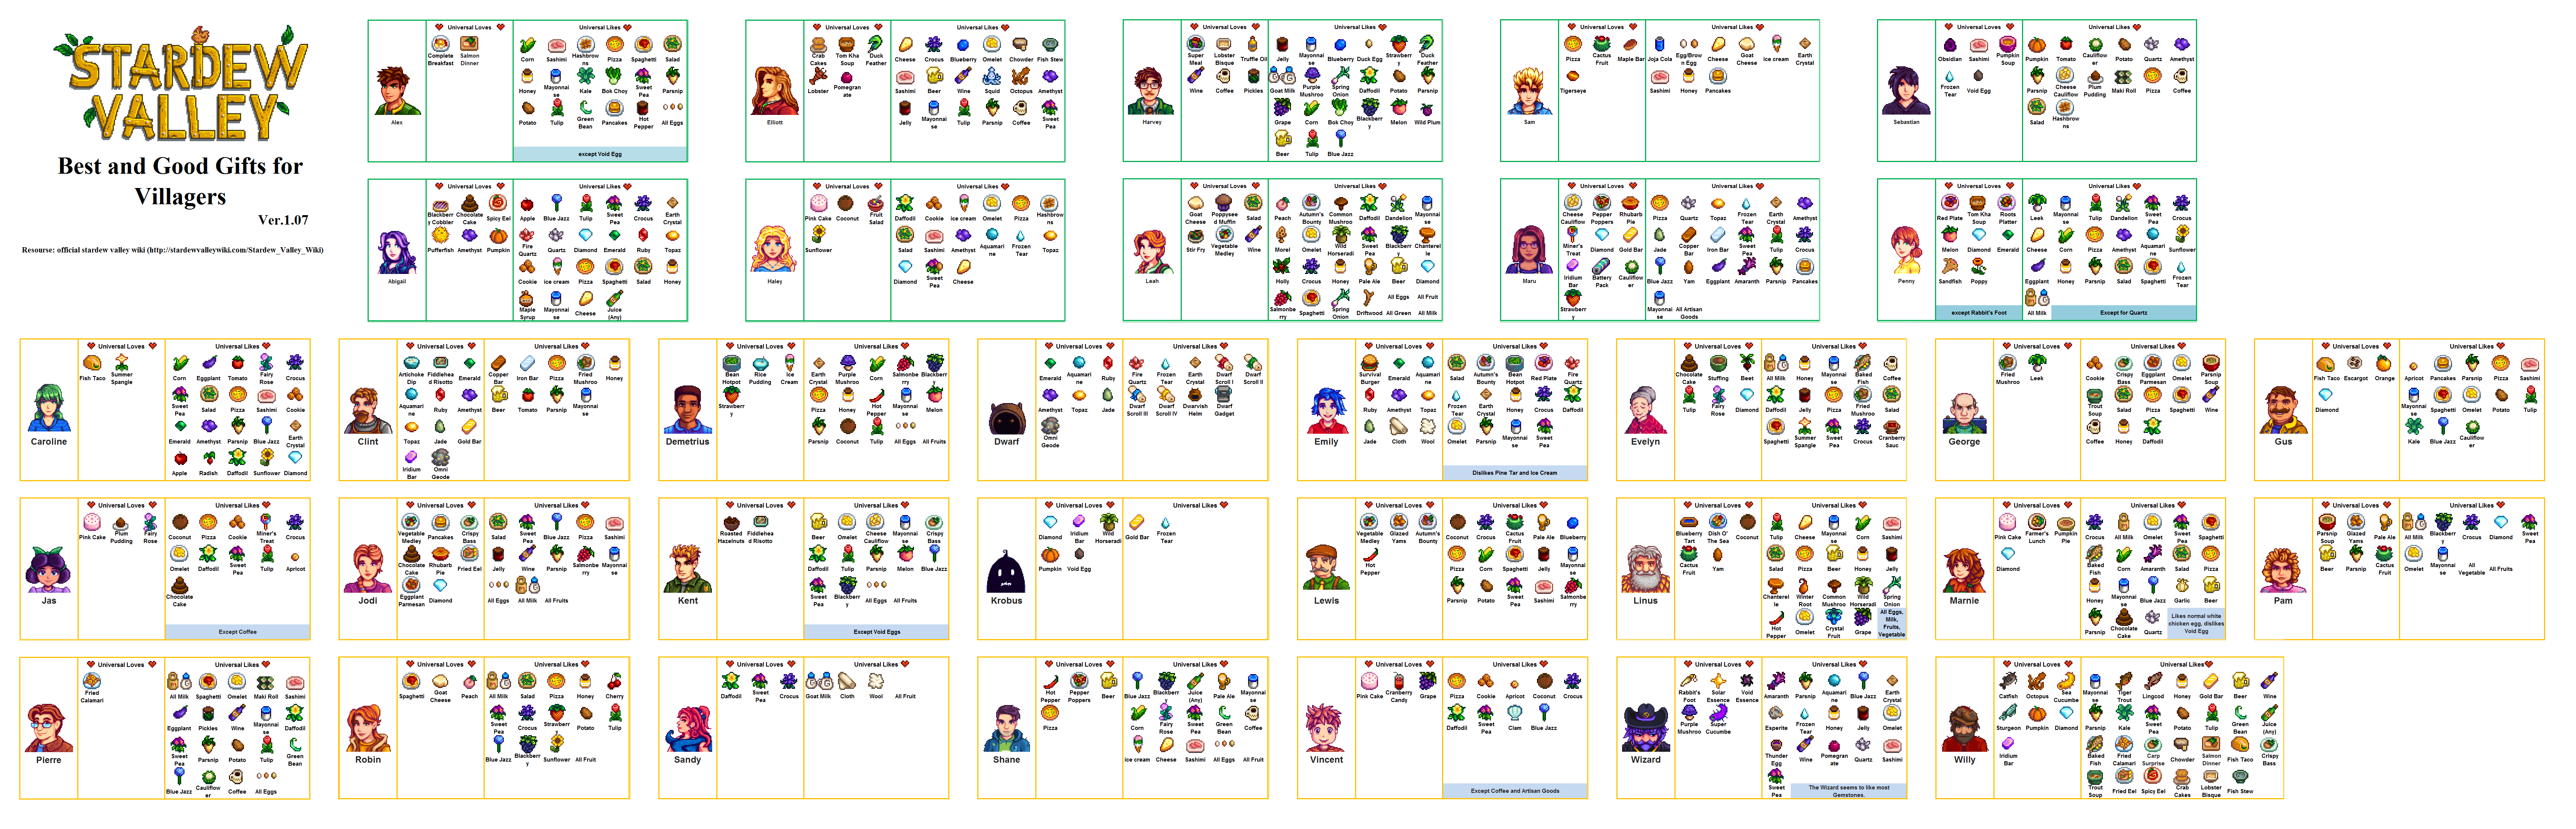 STARDEW
VALLEY
Best and Good Gifts for
Villagers
Ver.1.07
Resourse: official stardew valley wiki (http://stardewvalleywiki.com/Stardew_Valley_Wiki)
Alex
Universal Loves
Complete Breakfast Salmon Dinner
Universal Likes
Corn Sashimi Hashbrowns Pizza Spaghetti Salad
Honey Mayonnaise Kale Bok Choy Sweet Pea Parsnip
Potato Tulip Green Bean Pancakes Hot Pepper All Eggs
except Void Egg
Elliott
Universal Loves
Crab Cakes Tom Kha Soup Duck Feather
Lobster Pomegranate
Universal Likes
Cheese Crocus Blueberry Omelet Chowder Fish Stew
Sashimi Beer Wine Squid Octopus Amethyst
Jelly Mayonnaise Tulip Parsnip Coffee Sweet Pea
Harvey
Universal Loves
Super Meal Lobster Bisque Truffle Oil
Wine Coffee Pickles
Universal Likes
Jelly Mayonnaise Blueberry Duck Egg Strawberry Duck Feather
Goat Milk Purple Mushroo Spring Onion Daffodil Potato Parsnip
Grape Corn Bok Choy Blackberry Melon Wild Plum
Beer Tulip Blue Jazz
Sam
Universal Loves
Pizza Cactus Fruit Maple Bar
Tigerseye
Universal Likes
Joja Cola Egg/Brown Egg Cheese Goat Cheese ice cream Earth Crystal
Sashimi Honey Pancakes
Sebastian
Universal Loves
Obsidian Sashimi Pumpkin Soup
Frozen Tear Void Egg
Universal Likes
Pumpkin Tomato Cauliflower Potato Quartz Amethyst
Parsnip Cheese Cauliflow Plum Pudding Maki Roll Pizza Coffee
Salad Hashbrowns
Abigail
Universal Loves
Blackberry Cobbler Chocolate Cake Spicy Eel
Pufferfish Amethyst Pumpkin
Universal Likes
Apple Blue Jazz Tulip Sweet Pea Crocus Earth Crystal
Fire Quartz Quartz Diamond Emerald Ruby Topaz
Cookie ice cream Pizza Spaghetti Salad Honey
Maple Syrup Mayonnaise Cheese Juice (Any)
Haley
Universal Loves
Pink Cake Coconut Fruit Salad
Sunflower
Universal Likes
Daffodil Cookie ice cream Omelet Pizza Hashbrowns
Salad Sashimi Amethyst Aquamarine Frozen Tear Topaz
Diamond Sweet Pea Cheese
Leah
Universal Loves
Goat Cheese Poppyseed Muffin Salad
Stir Fry Vegetable Medley Wine
Universal Likes
Peach Autumn's Bounty Common Mushroo Daffodil Dandelion Mayonnaise
Morel Omelet Wild Horseradi Sweet Pea Blackberry Chanterelle
Holly Crocus Honey Pale Ale Beer Diamond
Salmonberry Spaghetti Spring Onion Driftwood All Eggs All Green All Fruit All Milk
Maru
Universal Loves
Cheese Cauliflow Pepper Poppers Rhubarb Pie
Miner's Treat Diamond Gold Bar
Iridium Bar Battery Pack Cauliflower
Strawberry
Universal Likes
Pizza Quartz Topaz Frozen Tear Earth Crystal Amethyst
Jade Copper Bar Iron Bar Sweet Pea Tulip Crocus
Blue Jazz Yam Eggplant Amaranth Parsnip Pancakes
Mayonnaise All Artisan Goods
Penny
Universal Loves
Red Plate Tom Kha Soup Roots Platter
Melon Diamond Emerald
Sandfish Poppy
except Rabbit's Foot
Universal Likes
Leek Mayonnaise Tulip Dandelion Sweet Pea Crocus
Cheese Corn Pizza Amethyst Aquamarine Sunflower
Eggplant Honey Parsnip Salad Spaghetti Frozen Tear
All Milk
Except for Quartz
Caroline
Universal Loves
Fish Taco Summer Spangle
Universal Likes
Corn Eggplant Tomato Fairy Rose Crocus
Sweet Pea Salad Pizza Sashimi Cookie
Emerald Amethyst Parsnip Blue Jazz Earth Crystal
Apple Radish Daffodil Sunflower Diamond
Clint
Universal Loves
Artichoke Dip Fiddlehead Risotto Emerald
Aquamarine Ruby Amethyst
Topaz Jade Gold Bar
Iridium Bar Omni Geode
Universal Likes
Copper Bar Iron Bar Pizza Fried Mushroo Honey
Beer Tomato Parsnip Mayonnaise
Demetrius
Universal Loves
Bean Hotpot Rice Pudding Ice Cream
Strawberry
Universal Likes
Earth Crystal Purple Mushroo Corn Salmonberry Blackberry
Pizza Honey Hot Pepper Mayonnaise Melon
Parsnip Coconut Tulip All Eggs All Fruits
Dwarf
Universal Loves
Emerald Aquamarine Ruby
Amethyst Topaz Jade
Omni Geode
Universal Likes
Fire Quartz Frozen Tear Earth Crystal Dwarf Scroll I Dwarf Scroll II
Dwarf Scroll III Dwarf Scroll IV Dwarvish Helm Dwarf Gadget
Emily
Universal Loves
Survival Burger Emerald Aquamarine
Ruby Amethyst Topaz
Jade Cloth Wool
Universal Likes
Salad Autumn's Bounty Bean Hotpot Red Plate Fire Quartz
Frozen Tear Earth Crystal Honey Crocus Daffodil
Omelet Parsnip Mayonnaise Sweet Pea
Dislikes Pine Tar and Ice Cream
Evelyn
Universal Loves
Chocolate Cake Stuffing Beet
Tulip Fairy Rose Diamond
Universal Likes
All Milk Honey Mayonnaise Baked Fish Coffee
Daffodil Jelly Pizza Fried Mushroo Salad
Spaghetti Summer Spangle Sweet Pea Crocus Cranberry Sauc
George
Universal Loves
Fried Mushroo Leek
Universal Likes
Cookie Crispy Bass Eggplant Parmesan Omelet Parsnip Soup
Trout Soup Salad Pizza Spaghetti Wine
Coffee Honey Daffodil
Gus
Universal Loves
Fish Taco Escargot Orange
Diamond
Universal Likes
Apricot Pancakes Parsnip Pizza Sashimi
Mayonnaise Spaghetti Omelet Potato Tulip
Kale Blue Jazz Cauliflower
Jas
Universal Loves
Pink Cake Plum Pudding Fairy Rose
Universal Likes
Coconut Pizza Cookie Miner's Treat Crocus
Omelet Daffodil Sweet Pea Tulip Apricot
Chocolate Cake
Except Coffee
Jodi
Universal Loves
Vegetable Medley Pancakes Crispy Bass
Chocolate Cake Rhubarb Pie Fried Eel
Eggplant Parmesan Diamond
Universal Likes
Salad Sweet Pea Blue Jazz Pizza Sashimi
Jelly Wine Parsnip Salmonberry Mayonnaise
All Eggs All Milk All Fruits
Kent
Universal Loves
Roasted Hazelnuts Fiddlehead Risotto
Universal Likes
Beer Omelet Cheese Cauliflow Mayonnaise Crispy Bass
Daffodil Tulip Parsnip Melon Blue Jazz
Sweet Pea Blackberry All Eggs All Fruits
Except Void Eggs
Krobus
Universal Loves
Diamond Iridium Bar Wild Horseradi
Pumpkin Void Egg
Universal Likes
Gold Bar Frozen Tear
Lewis
Universal Loves
Vegetable Medley Glazed Yams Autumn's Bounty
Hot Pepper
Universal Likes
Coconut Crocus Cactus Fruit Pale Ale Blueberry
Pizza Corn Spaghetti Jelly Mayonnaise
Parsnip Potato Sweet Pea Sashimi Salmonberry
Linus
Universal Loves
Blueberry Tart Dish O' The Sea Coconut
Cactus Fruit Yam
Universal Likes
Tulip Cheese Mayonnaise Corn Sashimi
Salad Pizza Beer Honey Jelly
Chanterelle Winter Root Common Mushroo Wild Horseradi Spring Onion
Hot Pepper Omelet Crystal Fruit Grape All Eggs, Milk, Fruits, Vegetable
Marnie
Universal Loves
Pink Cake Farmer's Lunch Pumpkin Pie
Diamond
Universal Likes
Crocus All Milk Sweet Pea Omelet Spaghetti
Baked Fish Corn Amaranth Salad Pizza
Honey Mayonnaise Blue Jazz Garlic Beer
Parsnip Chocolate Cake Quartz
Likes normal white chicken egg, dislikes Void Egg
Pam
Universal Loves
Parsnip Soup Glazed Yams Pale Ale
Beer Parsnip Cactus Fruit
Universal Likes
All Milk Blackberry Crocus Diamond Sweet Pea
Omelet Mayonnaise All Vegetable All Fruits
Pierre
Universal Loves
Fried Calamari
Universal Likes
All Milk Spaghetti Omelet Maki Roll Sashimi
Eggplant Pickles Wine Mayonnaise Daffodil
Sweet Pea Parsnip Potato Tulip Green Bean
Blue Jazz Cauliflower Coffee All Eggs
Robin
Universal Loves
Spaghetti Goat Cheese Peach
Universal Likes
All Milk Salad Pizza Honey Cherry
Sweet Pea Crocus Strawberry Potato Tulip
Blue Jazz Blackberry Sunflower All Fruit
Sandy
Universal Loves
Daffodil Sweet Pea Crocus
Universal Likes
Goat Milk Cloth Wool All Fruit
Shane
Universal Loves
Hot Pepper Pepper Poppers Beer
Pizza
Universal Likes
Blue Jazz Blackberry Juice (Any) Pale Ale Mayonnaise
Corn Fairy Rose Sweet Pea Green Bean Coffee
ice cream Cheese Sashimi All Eggs All Fruit
Vincent
Universal Loves
Pink Cake Cranberry Candy Grape
Universal Likes
Pizza Cookie Apricot Coconut Crocus
Daffodil Sweet Pea Clam Blue Jazz
Except Coffee and Artisan Goods
Wizard
Universal Loves
Rabbit's Foot Solar Essence Void Essence
Purple Mushroo Super Cucumbe
Universal Likes
Amaranth Parsnip Aquamarine Blue Jazz Earth Crystal
Esperite Frozen Tear Honey Jelly Omelet
Thunder Egg Wine Pomegranate Quartz Sashimi
Sweet Pea
The Wizard seems to like most Gemstones.
Willy
Universal Loves
Catfish Octopus Sea Cucumbe
Sturgeon Pumpkin Diamond
Iridium Bar
Universal Likes
Mayonnaise Tiger Trout Lingcod Honey Gold Bar Beer Wine
Parsnip Kale Sweet Pea Potato Tulip Green Bean Juice (Any)
Baked Fish Fried Calamari Carp Surprise Chowder Salmon Dinner Fish Taco Crispy Bass
Trout Soup Fried Eel Spicy Eel Crab Cakes Lobster Bisque Fish Stew